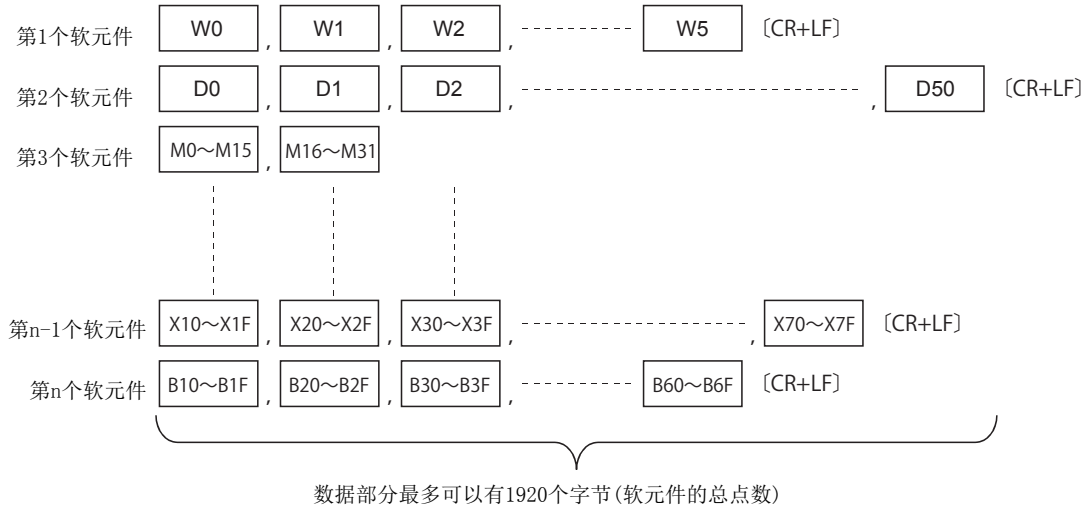 第1个软元件 W0 , W1 , W2 , W5 〔CR+LF〕
第2个软元件 D0 , D1 , D2 , , D50 〔CR+LF〕
第3个软元件 M0～M15 , M16～M31
第n-1个软元件 X10～X1F , X20～X2F , X30～X3F , , X70～X7F 〔CR+LF〕
第n个软元件 B10～B1F , B20～B2F , B30～B3F , B60～B6F 〔CR+LF〕
数据部分最多可以有1920个字节(软元件的总点数)